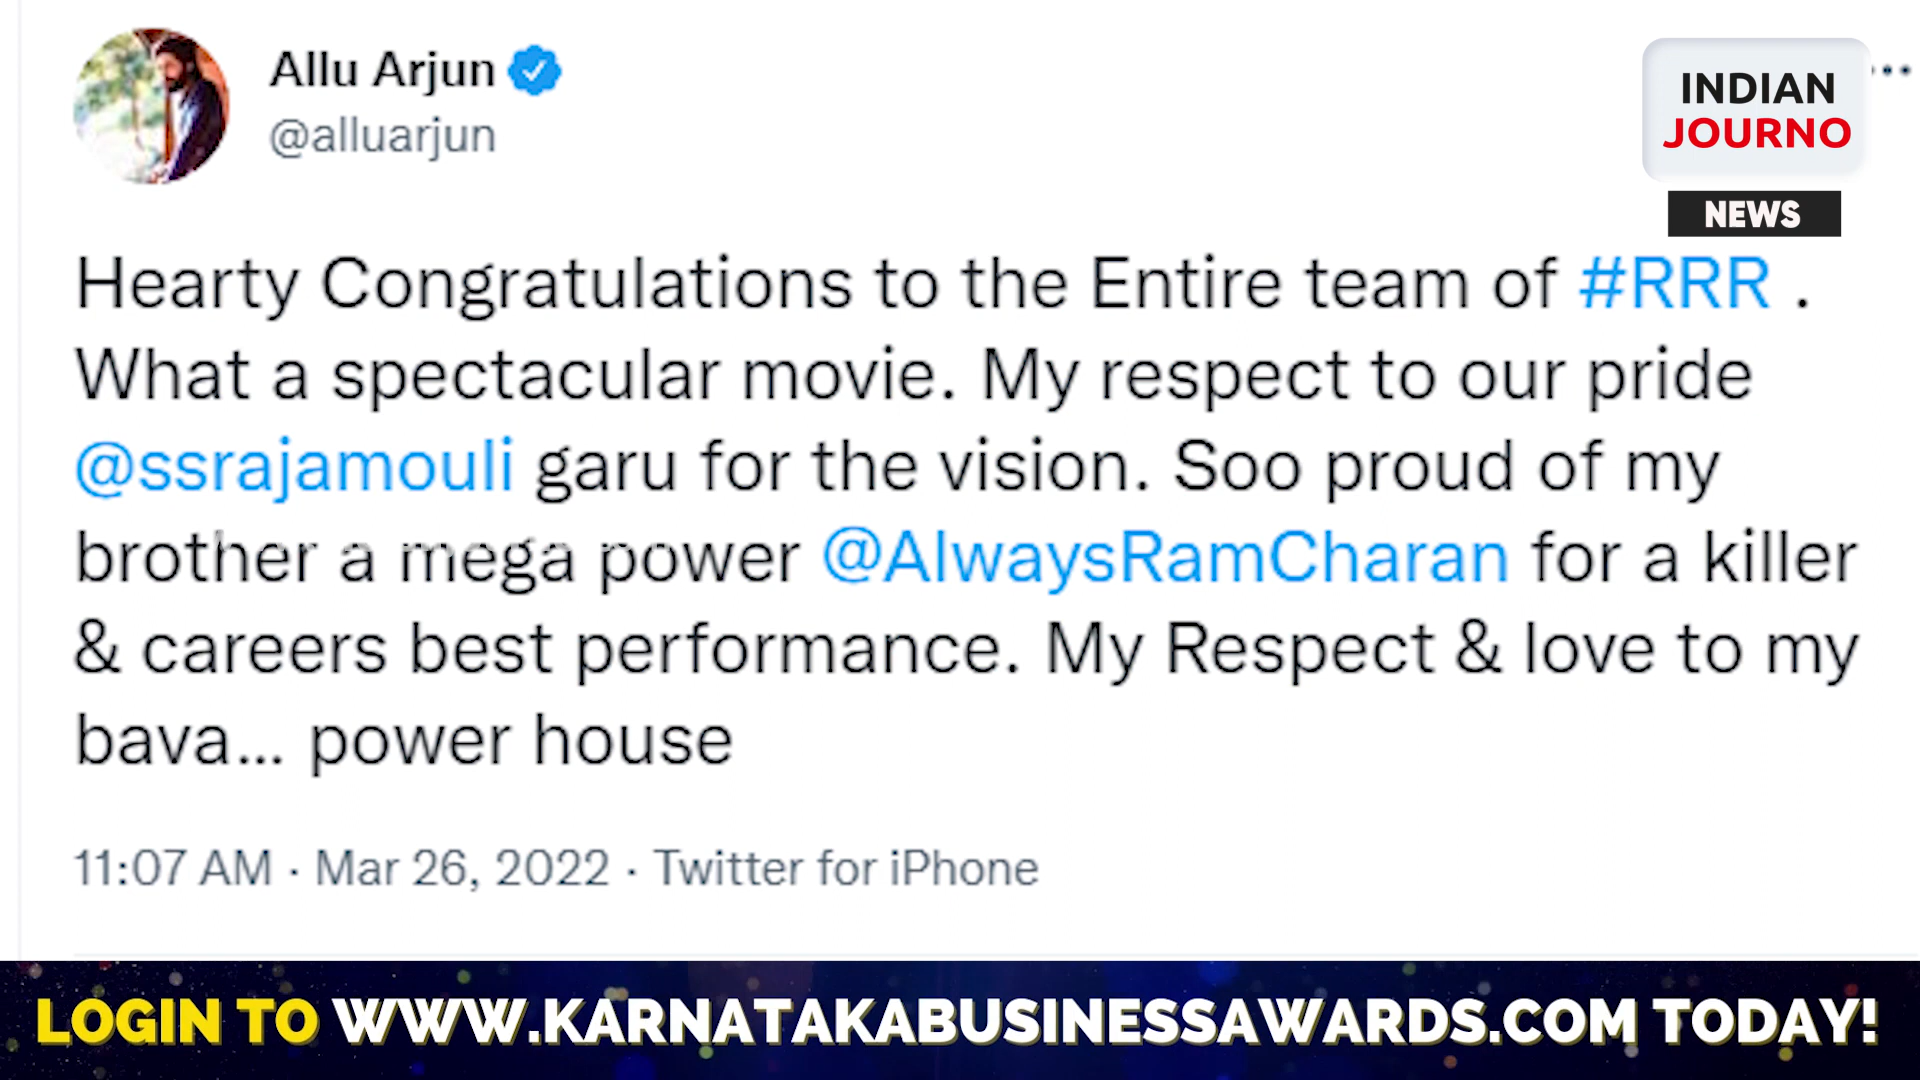 Allu Arjun
@alluarjun
INDIAN
JOURNO
NEWS
Hearty Congratulations to the Entire team of #RRR .
What a spectacular movie. My respect to our pride
@ssrajamouli garu for the vision. Soo proud of my
brother a mega power @AlwaysRamCharan for a killer
& careers best performance. My Respect & love to my
bava... power house
11:07 AM · Mar 26, 2022 · Twitter for iPhone
LOGIN TO WWW.KARNATAKABUSINESSAWARDS.COM TODAY!